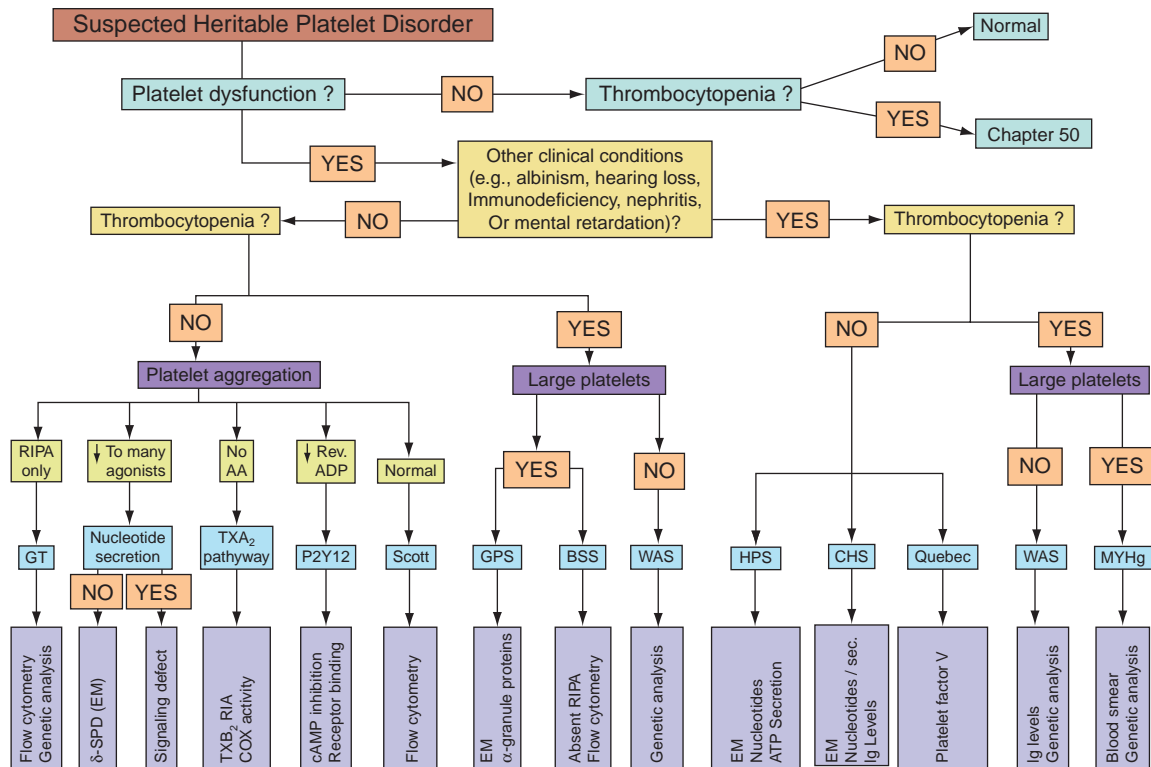 Suspected Heritable Platelet Disorder
Normal
NO
Platelet dysfunction ?
NO
Thrombocytopenia ?
YES
Chapter 50
YES
Other clinical conditions
(e.g., albinism, hearing loss,
Immunodeficiency, nephritis,
Or mental retardation)?
Thrombocytopenia ?
NO
YES
Thrombocytopenia ?
NO
YES
NO
YES
Platelet aggregation
Large platelets
Large platelets
RIPA
only
↓ To many
agonists
No
AA
↓ Rev.
ADP
Normal
YES
NO
NO
YES
GT
Nucleotide
secretion
TXA2
pathyway
P2Y12
Scott
GPS
BSS
WAS
HPS
CHS
Quebec
WAS
MYHg
NO
YES
Flow cytometry
Genetic analysis
δ-SPD (EM)
Signaling defect
TXB2 RIA
COX activity
cAMP inhibition
Receptor binding
Flow cytometry
EM
α-granule proteins
Absent RIPA
Flow cytometry
Genetic analysis
EM
Nucleotides
ATP Secretion
EM
Nucleotides / sec.
Ig Levels
Platelet factor V
Ig levels
Genetic analysis
Blood smear
Genetic analysis